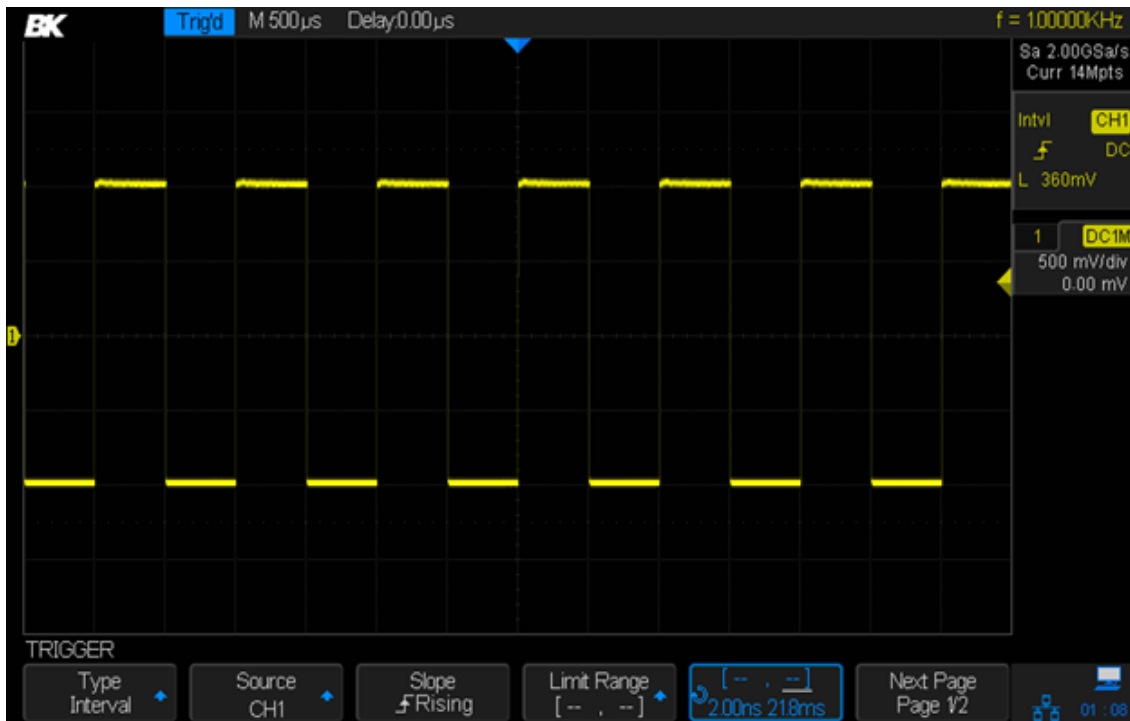 BK Trig'd M 500µs Delay:0.00µs f = 1.00000KHz
Sa 2.00GSa/s
Curr 14Mpts
Intvl CH1
DC
L 360mV
1 DC1M
500 mV/div
0.00 mV
1
TRIGGER
Type
Interval
Source
CH1
Slope
Rising
Limit Range
[ -- , -- ]
[ -- , -- ]
2.00ns 21.8ms
Next Page
Page 1/2
01 : 08